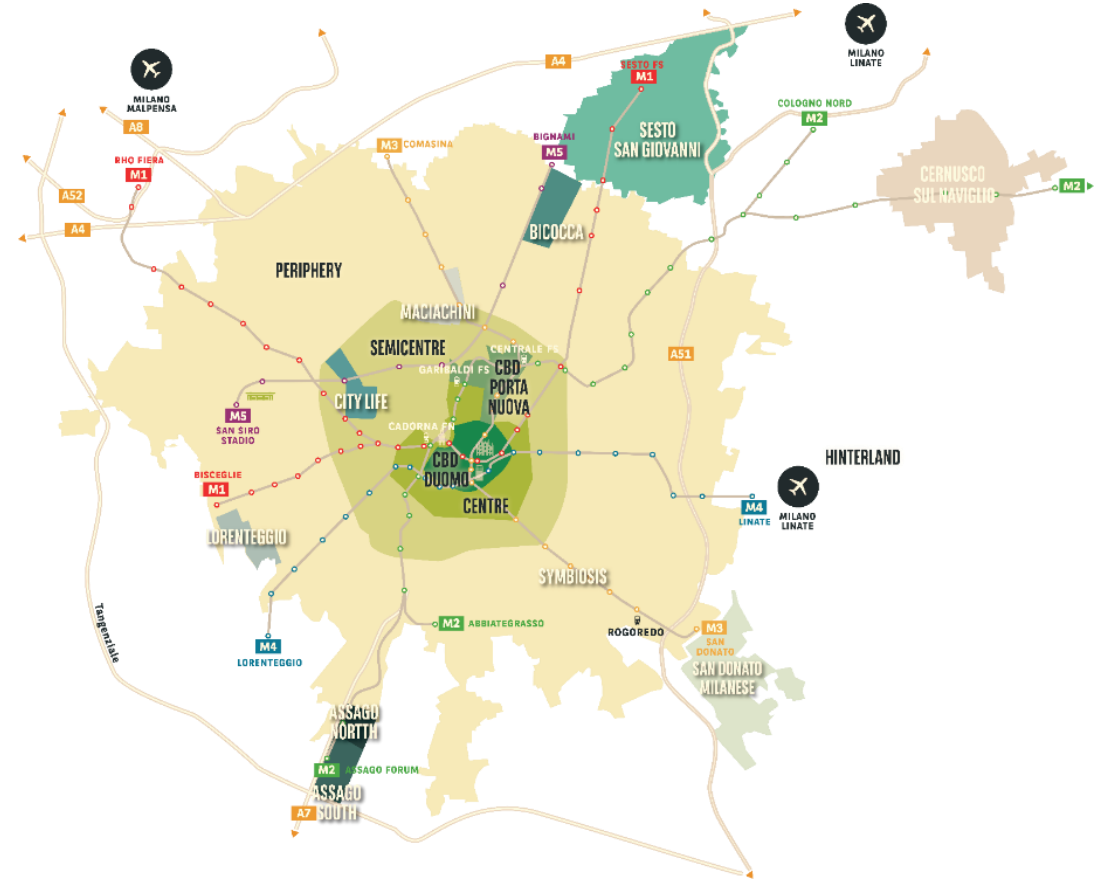 MILANO
LINATE
MILANO
MALPENSA
A4
SESTO FS
M1
A8
COLOGNO NORD
M2
BIGNAMI
M5
M3 COMASINA
SESTO
SAN GIOVANNI
RHO FIERA
M1
A52
A4
CERNUSCO
SUL NAVIGLIO
M2
BICOCCA
PERIPHERY
MACIACHINI
SEMICENTRE
CENTRALE FS
A51
GARIBALDI FS
CBD
PORTA
NUOVA
CITY LIFE
M5
SAN SIRO
STADIO
CADORNA FN
CBD
DUOMO
HINTERLAND
BISCEGLIE
M1
CENTRE
M4
LINATE
MILANO
LINATE
LORENTEGGIO
SYMBIOSIS
M2 ABBIATEGRASSO
ROGOREDO
M3
SAN
DONATO
Tangenziale
M4
LORENTEGGIO
SAN DONATO
MILANESE
ASSAGO
NORTTH
M2 ASSAGO FORUM
ASSAGO
SOUTH
A7